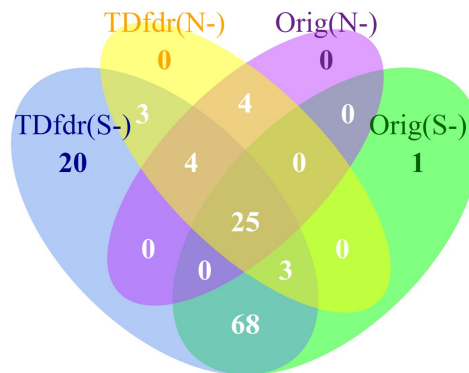 TDfdr(N-) Orig(N-)
0 0
TDfdr(S-) 3 4 0 Orig(S-)
20 4 0 1
25
0 0 3 0
68